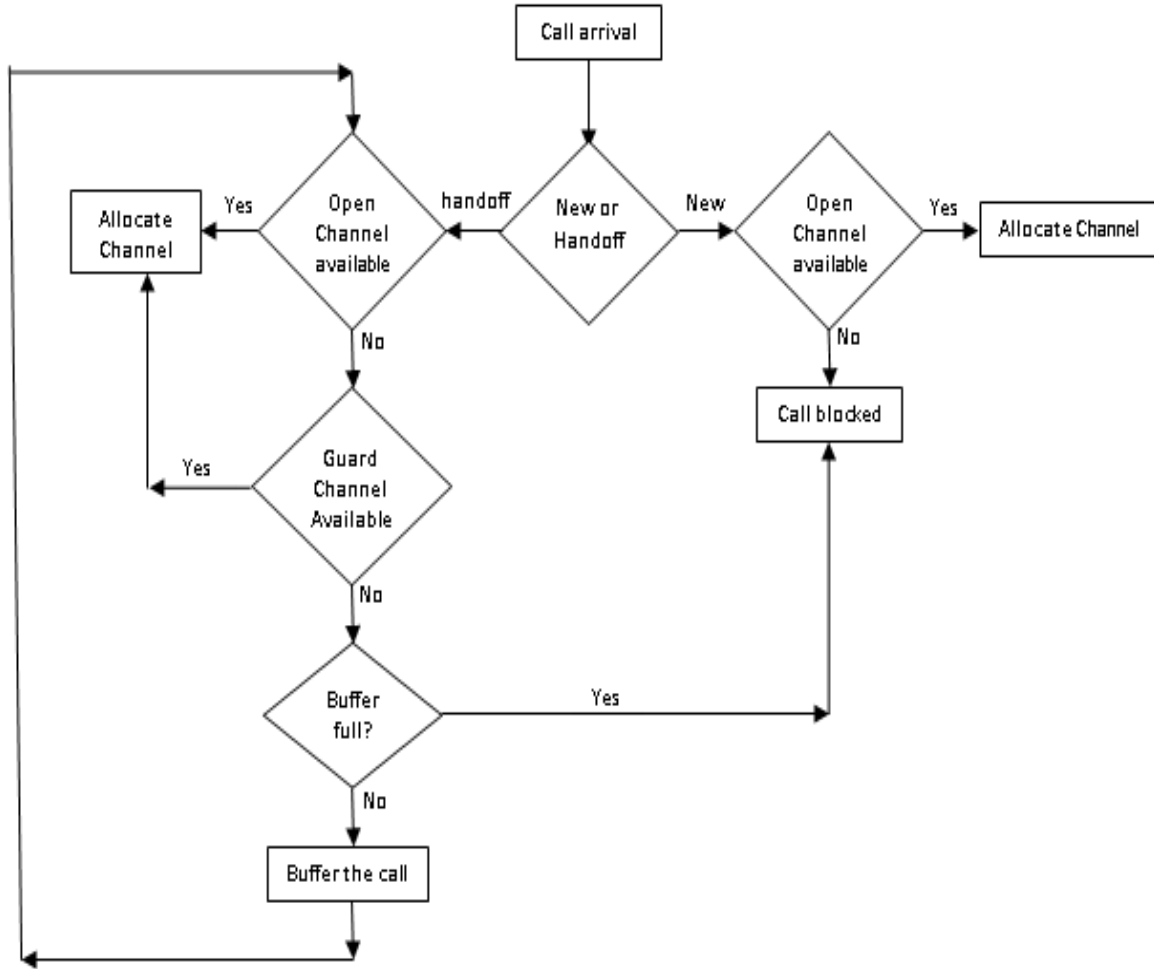 Call arrival
New or
Handoff
handoff
New
Open
Channel
available
Yes
Allocate
Channel
No
Open
Channel
available
Yes
Allocate Channel
No
Call blocked
Guard
Channel
Available
Yes
No
Buffer
full?
Yes
No
Buffer the call